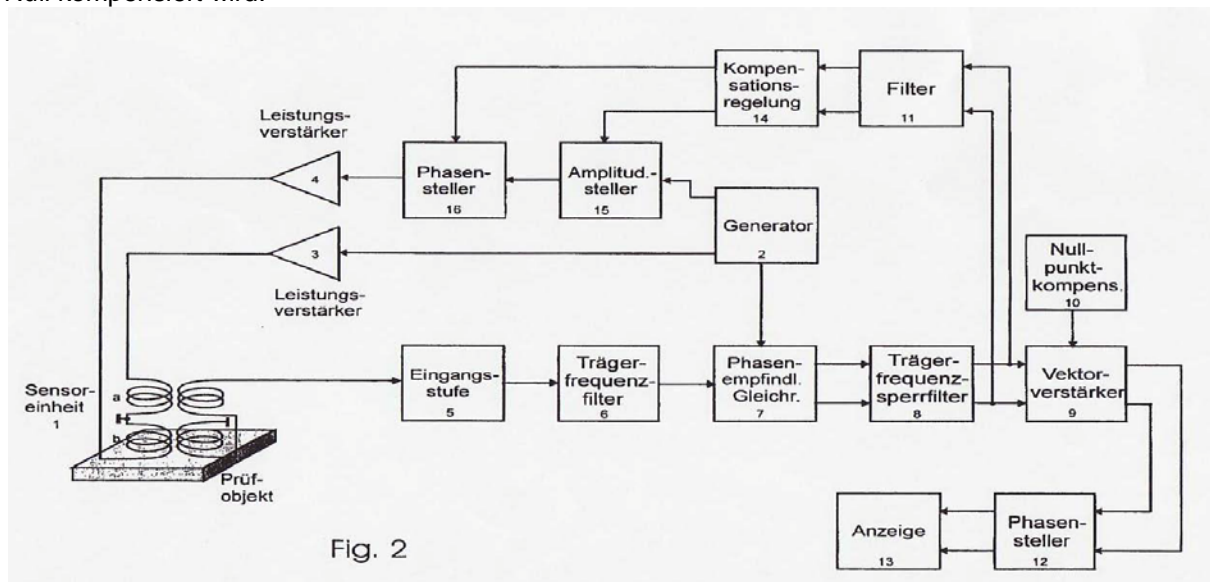 Null kompensiert wird.
Kompen-
sations-
regelung
14
Filter
11
Leistungs-
verstärker
4
Phasen-
steller
16
Amplitud.-
steller
15
Generator
2
3
Leistungs-
verstärker
Null-
punkt-
kompens.
10
Sensor-
einheit
1
a
b
Prüf-
objekt
Eingangs-
stufe
5
Träger-
frequenz-
filter
6
Phasen-
empfindl.
Gleichr.
7
Träger-
frequenz-
sperrfilter
8
Vektor-
verstärker
9
Anzeige
13
Phasen-
steller
12
Fig. 2